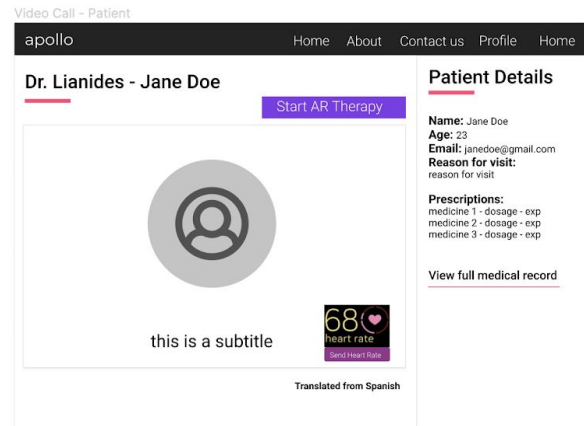 Video Call - Patient
apollo
Home About Contact us Profile Home
Dr. Lianides - Jane Doe
Start AR Therapy
this is a subtitle
68
heart rate
Send Heart Rate
Translated from Spanish
Patient Details
Name: Jane Doe
Age: 23
Email: janedoe@gmail.com
Reason for visit:
reason for visit
Prescriptions:
medicine 1 - dosage - exp
medicine 2 - dosage - exp
medicine 3 - dosage - exp
View full medical record